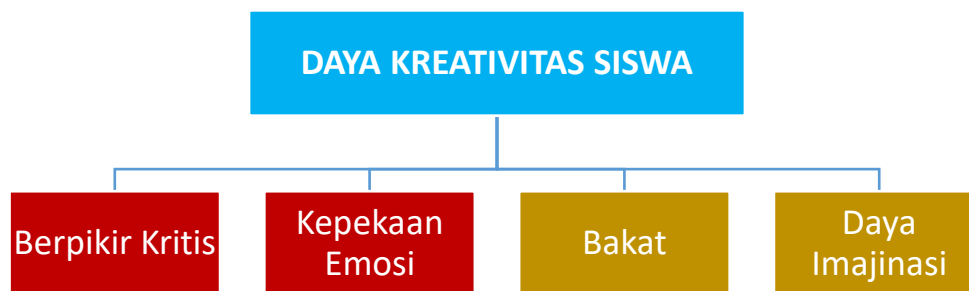 DAYA KREATIVITAS SISWA
Berpikir Kritis
Kepekaan
Emosi
Bakat
Daya
Imajinasi